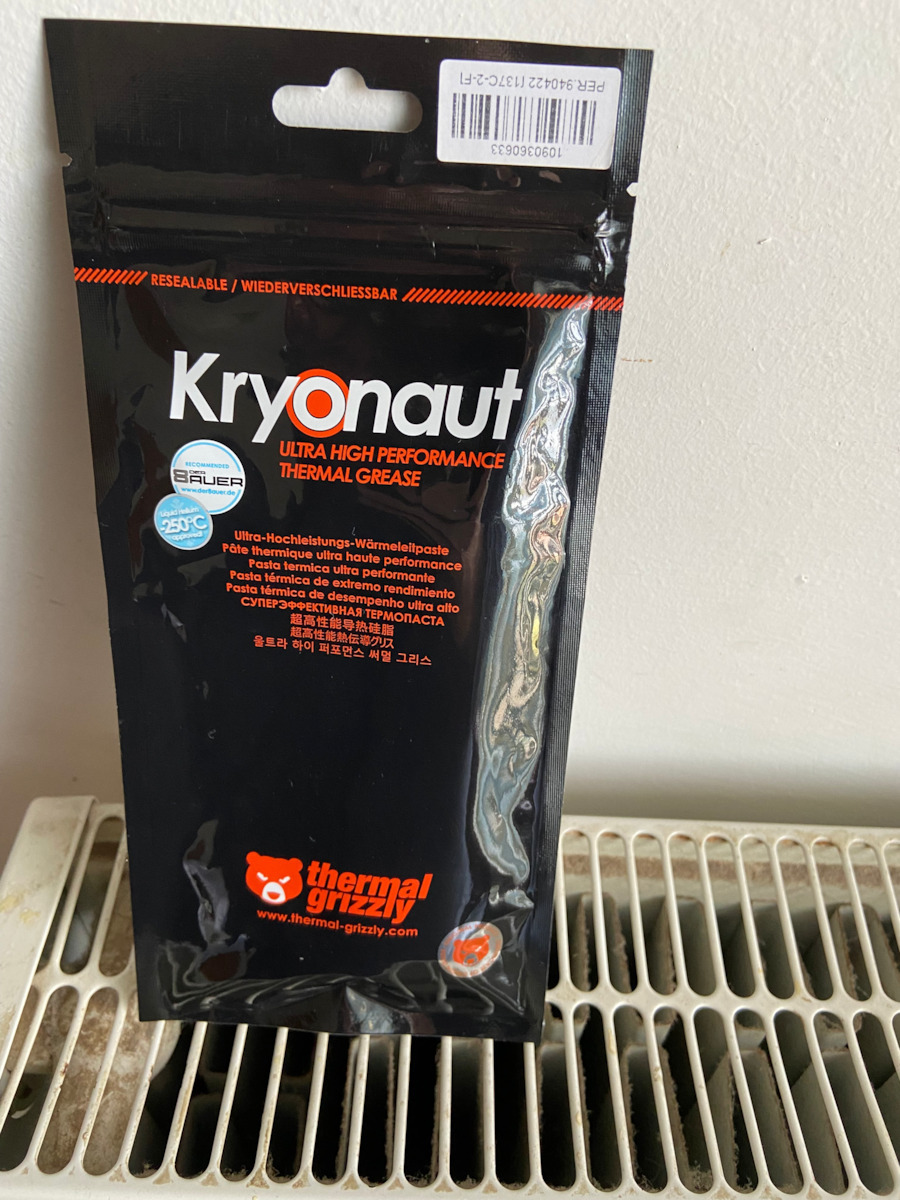 PER.940422 [137C-2-F]
1090360633
RESEALABLE / WIEDERVERSCHLIESSBAR
Kryonaut
ULTRA HIGH PERFORMANCE
THERMAL GREASE
RECOMMENDED
DER
8AUER
www.der8auer.de
Liquid helium
-250°C
approved!
Ultra-Hochleistungs-Wärmeleitpaste
Pâte thermique ultra haute performance
Pasta termica ultra performante
Pasta térmica de extremo rendimiento
Pasta térmica de desempenho ultra alto
СУПЕРЭФФЕКТИВНАЯ ТЕРМОПАСТА
超高性能导热硅脂
超高性能熱伝導グリス
울트라 하이 퍼포먼스 써멀 그리스
thermal
grizzly
www.thermal-grizzly.com